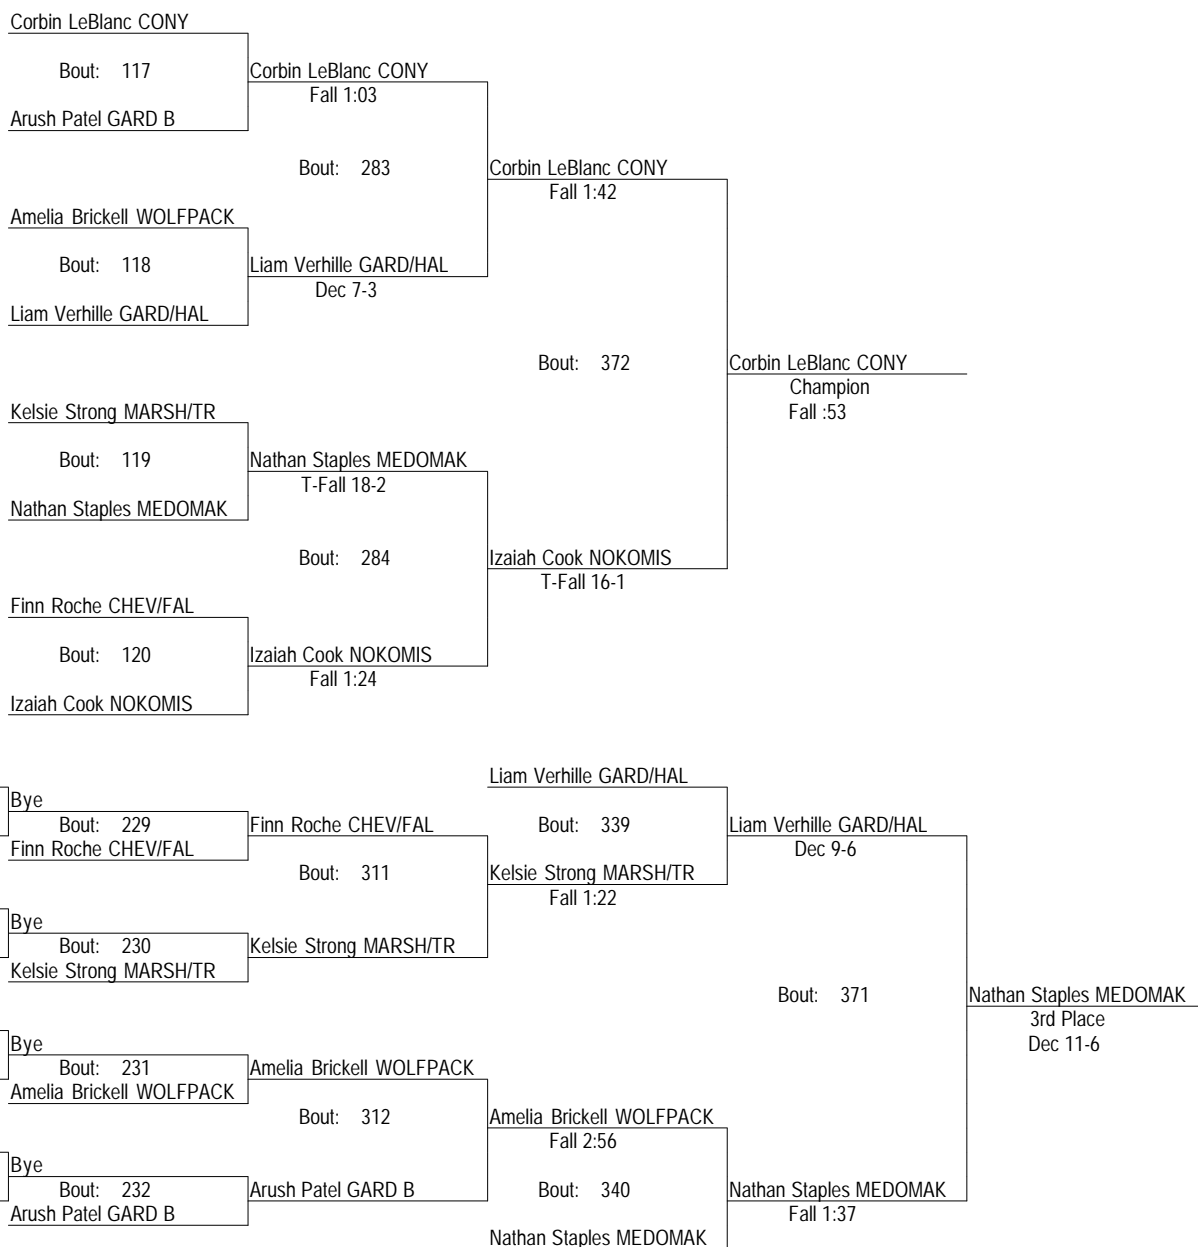 Corbin LeBlanc CONY
Bout: 117
Corbin LeBlanc CONY
Fall 1:03
Arush Patel GARD B
Bout: 283
Corbin LeBlanc CONY
Fall 1:42
Amelia Brickell WOLFPACK
Bout: 118
Liam Verhille GARD/HAL
Dec 7-3
Liam Verhille GARD/HAL
Bout: 372
Corbin LeBlanc CONY
Champion
Fall :53
Kelsie Strong MARSH/TR
Bout: 119
Nathan Staples MEDOMAK
T-Fall 18-2
Nathan Staples MEDOMAK
Bout: 284
Izaiah Cook NOKOMIS
T-Fall 16-1
Finn Roche CHEV/FAL
Bout: 120
Izaiah Cook NOKOMIS
Fall 1:24
Izaiah Cook NOKOMIS
Liam Verhille GARD/HAL
Bye
Bout: 229
Finn Roche CHEV/FAL
Bout: 339
Liam Verhille GARD/HAL
Dec 9-6
Finn Roche CHEV/FAL
Bout: 311
Kelsie Strong MARSH/TR
Fall 1:22
Bye
Bout: 230
Kelsie Strong MARSH/TR
Kelsie Strong MARSH/TR
Bout: 371
Nathan Staples MEDOMAK
3rd Place
Dec 11-6
Bye
Bout: 231
Amelia Brickell WOLFPACK
Amelia Brickell WOLFPACK
Bout: 312
Amelia Brickell WOLFPACK
Fall 2:56
Bye
Bout: 232
Arush Patel GARD B
Bout: 340
Nathan Staples MEDOMAK
Fall 1:37
Arush Patel GARD B
Nathan Staples MEDOMAK